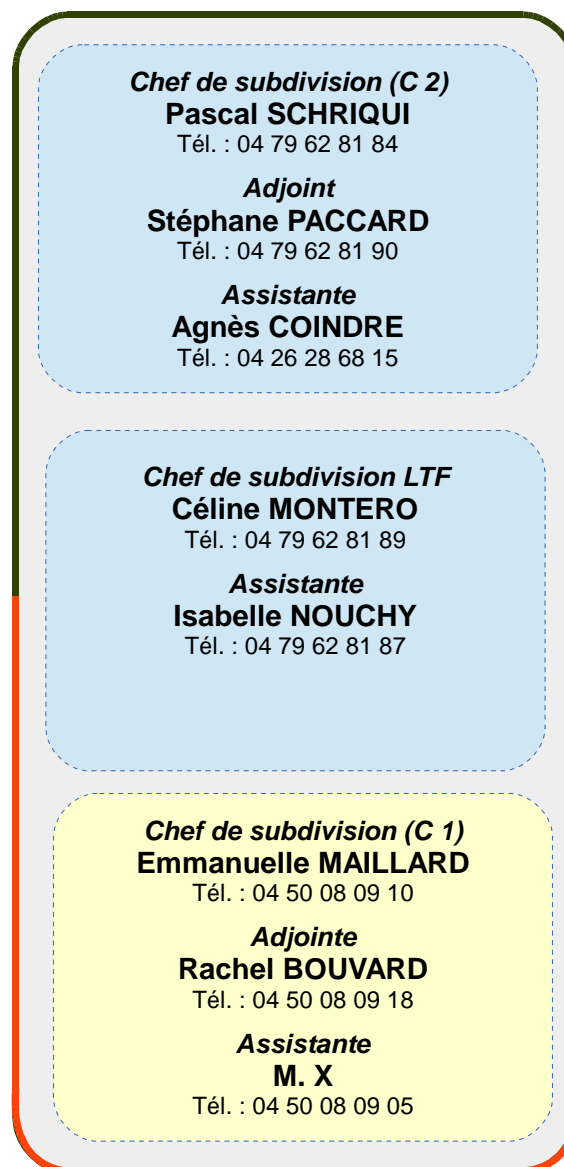 Chef de subdivision (C 2)
Pascal SCHRIQUI
Tél. : 04 79 62 81 84
Adjoint
Stéphane PACCARD
Tél. : 04 79 62 81 90
Assistante
Agnès COINDRE
Tél. : 04 26 28 68 15
Chef de subdivision LTF
Céline MONTERO
Tél. : 04 79 62 81 89
Assistante
Isabelle NOUCHY
Tél. : 04 79 62 81 87
Chef de subdivision (C 1)
Emmanuelle MAILLARD
Tél. : 04 50 08 09 10
Adjointe
Rachel BOUVARD
Tél. : 04 50 08 09 18
Assistante
M. X
Tél. : 04 50 08 09 05